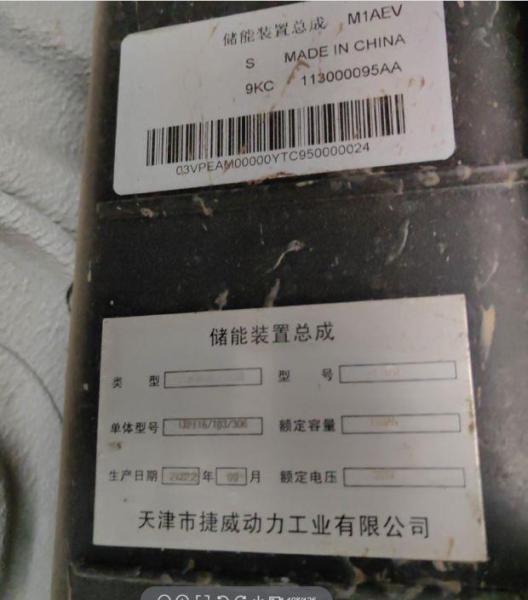 储能装置总成 M1AEV
S MADE IN CHINA
9KC 113000095AA
03VPEAM00000YTC950000024
储能装置总成
类 型 型 号
单体型号 额定容量
生产日期 2022 年 09 月 额定电压
天津市捷威动力工业有限公司